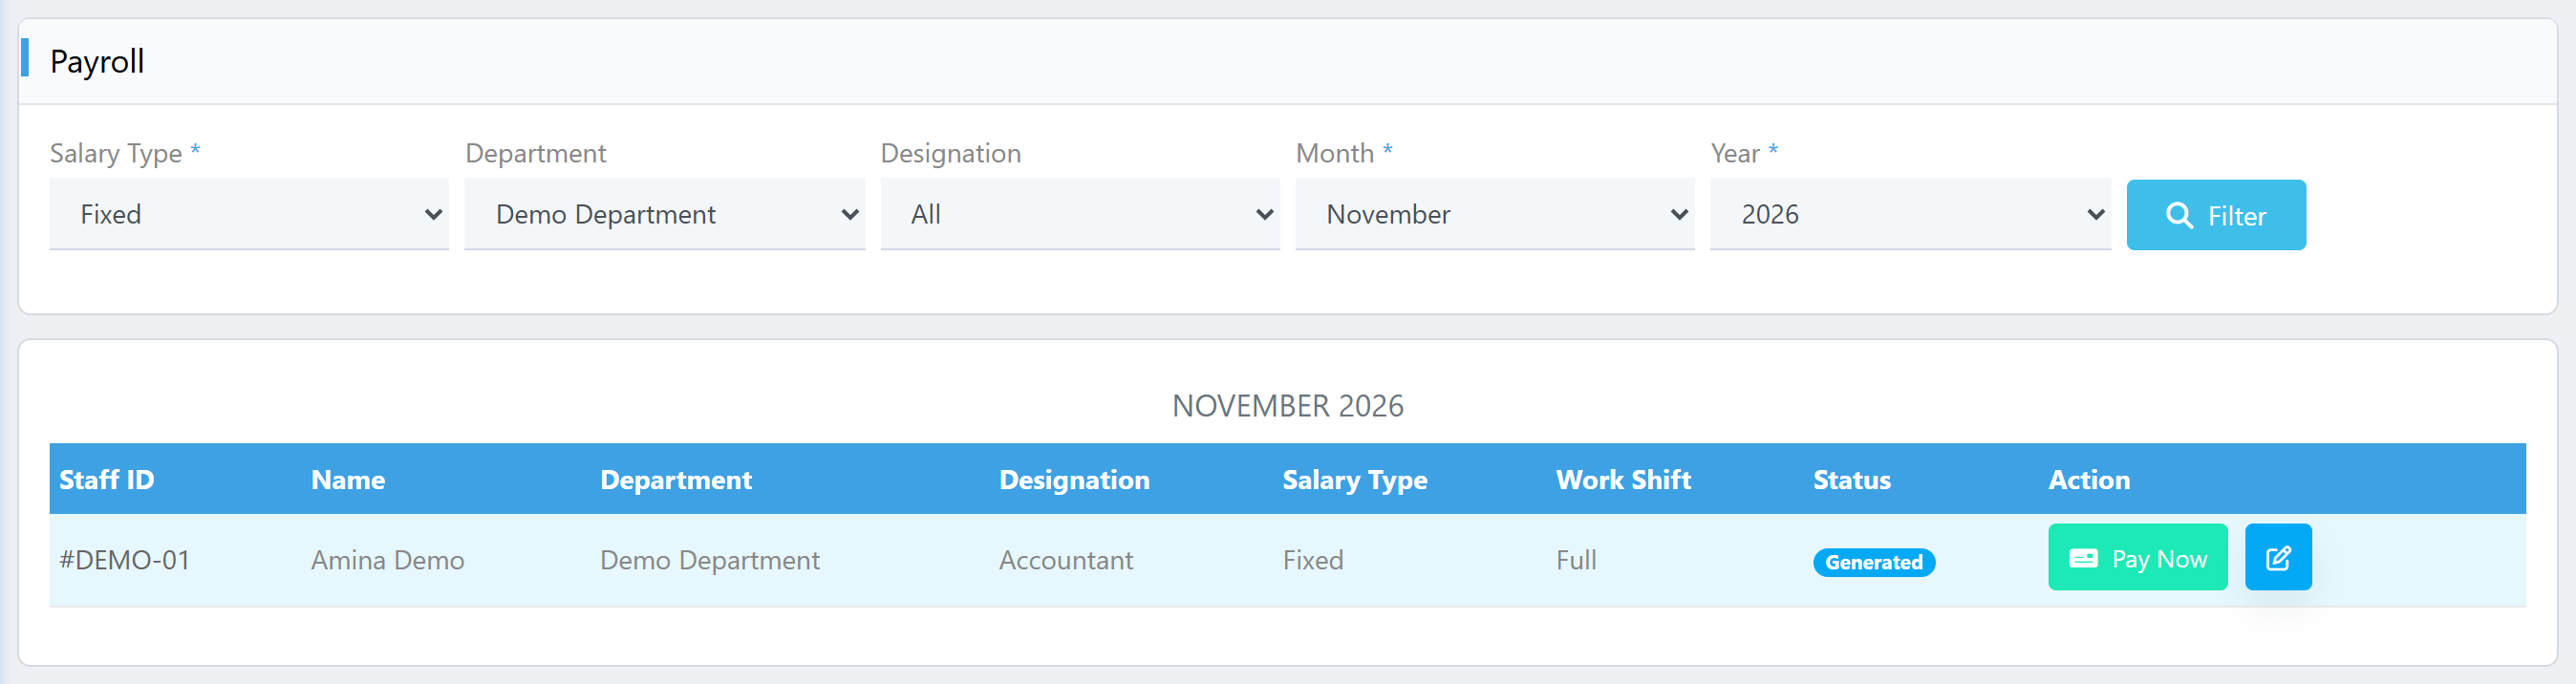 Payroll
Salary Type * Department Designation Month * Year *
Fixed Demo Department All November 2026 Filter
NOVEMBER 2026
Staff ID Name Department Designation Salary Type Work Shift Status Action
#DEMO-01 Amina Demo Demo Department Accountant Fixed Full Generated Pay Now